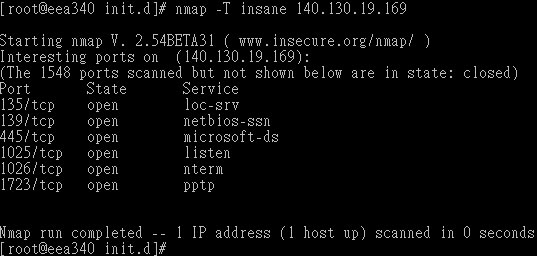 [root@eea340 init.d]# nmap -T insane 140.130.19.169
Starting nmap V. 2.54BETA31 ( www.insecure.org/nmap/ )
Interesting ports on  (140.130.19.169):
(The 1548 ports scanned but not shown below are in state: closed)
Port       State       Service
135/tcp    open        loc-srv
139/tcp    open        netbios-ssn
445/tcp    open        microsoft-ds
1025/tcp   open        listen
1026/tcp   open        nterm
1723/tcp   open        pptp
Nmap run completed -- 1 IP address (1 host up) scanned in 0 seconds
[root@eea340 init.d]#